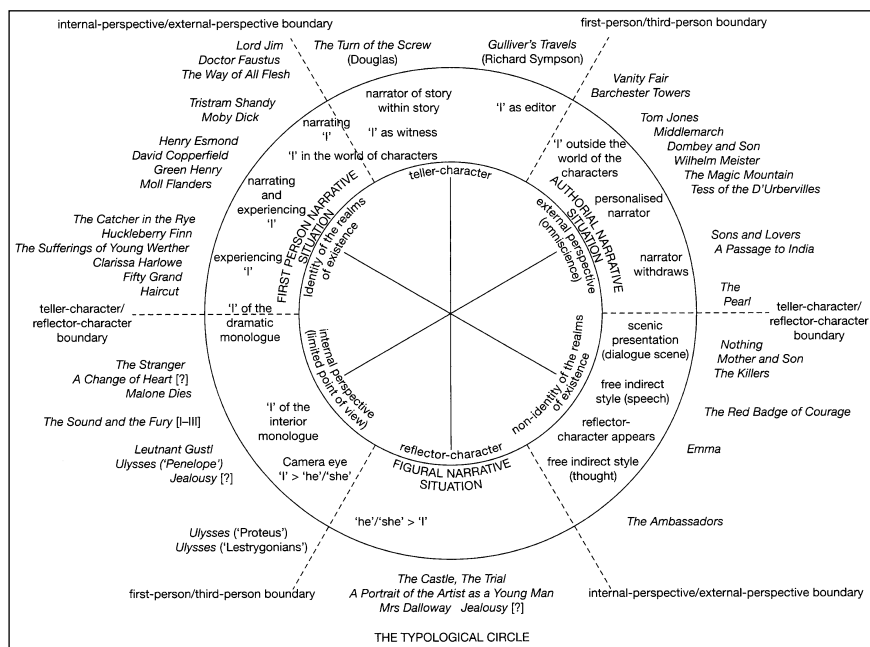 internal-perspective/external-perspective boundary
first-person/third-person boundary
Lord Jim
Doctor Faustus
The Way of All Flesh
The Turn of the Screw
(Douglas)
Gulliver's Travels
(Richard Sympson)
Vanity Fair
Barchester Towers
Tristram Shandy
Moby Dick
narrator of story
within story
'I' as editor
Tom Jones
Middlemarch
Dombey and Son
Wilhelm Meister
The Magic Mountain
Tess of the D'Urbervilles
narrating
'I'
'I' as witness
'I' in the world of characters
'I' outside the
world of the
characters
Henry Esmond
David Copperfield
Green Henry
Moll Flanders
teller-character
narrating
and
experiencing
'I'
FIRST PERSON NARRATIVE
SITUATION
Identity of the realms
of existence
AUTHORIAL NARRATIVE
SITUATION
external perspective
(omniscience)
personalised
narrator
The Catcher in the Rye
Huckleberry Finn
The Sufferings of Young Werther
Clarissa Harlowe
Fifty Grand
Haircut
experiencing
'I'
narrator
withdraws
Sons and Lovers
A Passage to India
The
Pearl
teller-character/
reflector-character
boundary
'I' of the
dramatic
monologue
teller-character/
reflector-character
boundary
internal perspective
(limited point of view)
non-identity of the realms
of existence
scenic
presentation
(dialogue scene)
Nothing
Mother and Son
The Killers
The Stranger
A Change of Heart [?]
Malone Dies
free indirect
style (speech)
The Red Badge of Courage
The Sound and the Fury [I–III]
'I' of the
interior
monologue
reflector-
character appears
Leutnant Gustl
Ulysses ('Penelope')
Jealousy [?]
Camera eye
'I' > 'he'/'she'
reflector-character
FIGURAL NARRATIVE
SITUATION
free indirect style
(thought)
Emma
Ulysses ('Proteus')
Ulysses ('Lestrygonians')
'he'/'she' > 'I'
The Ambassadors
first-person/third-person boundary
The Castle, The Trial
A Portrait of the Artist as a Young Man
Mrs Dalloway Jealousy [?]
internal-perspective/external-perspective boundary
THE TYPOLOGICAL CIRCLE